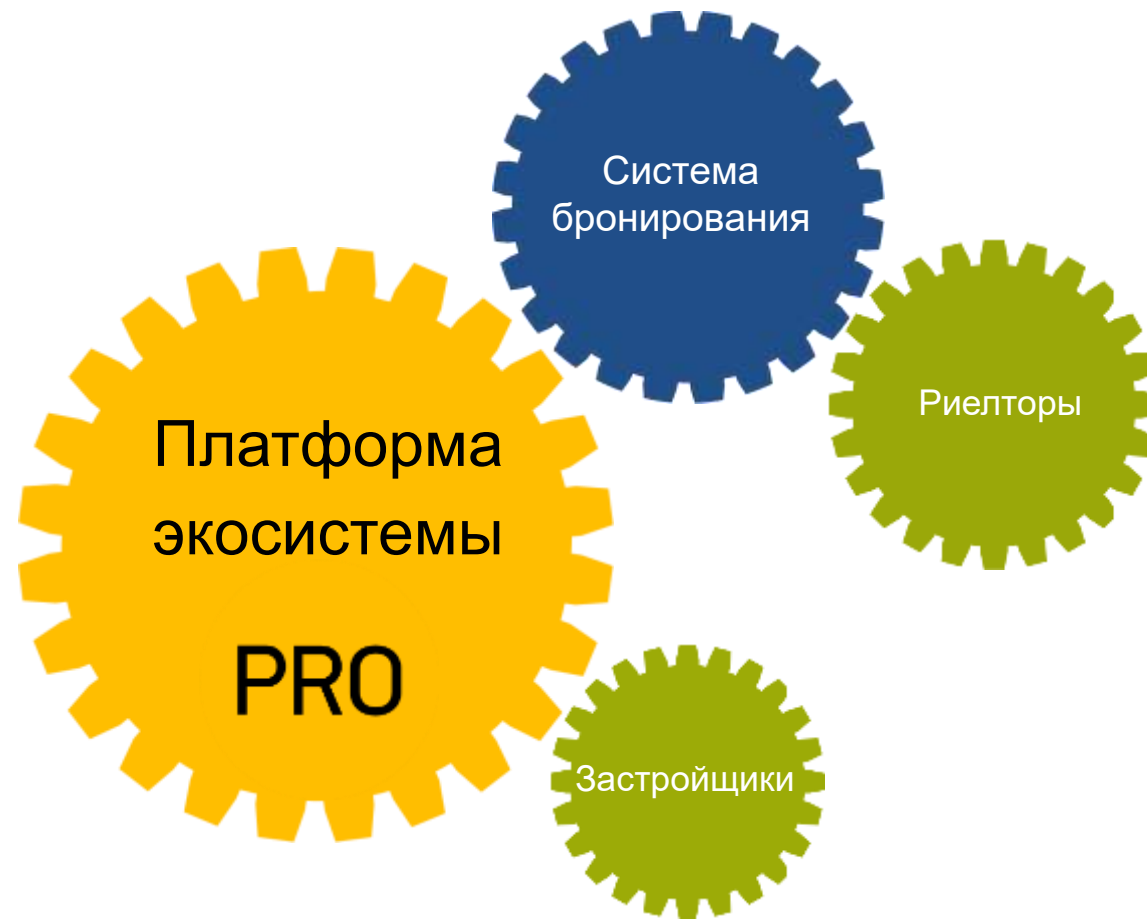 Система
бронирования
Риелторы
Платформа
экосистемы
PRO
Застройщики